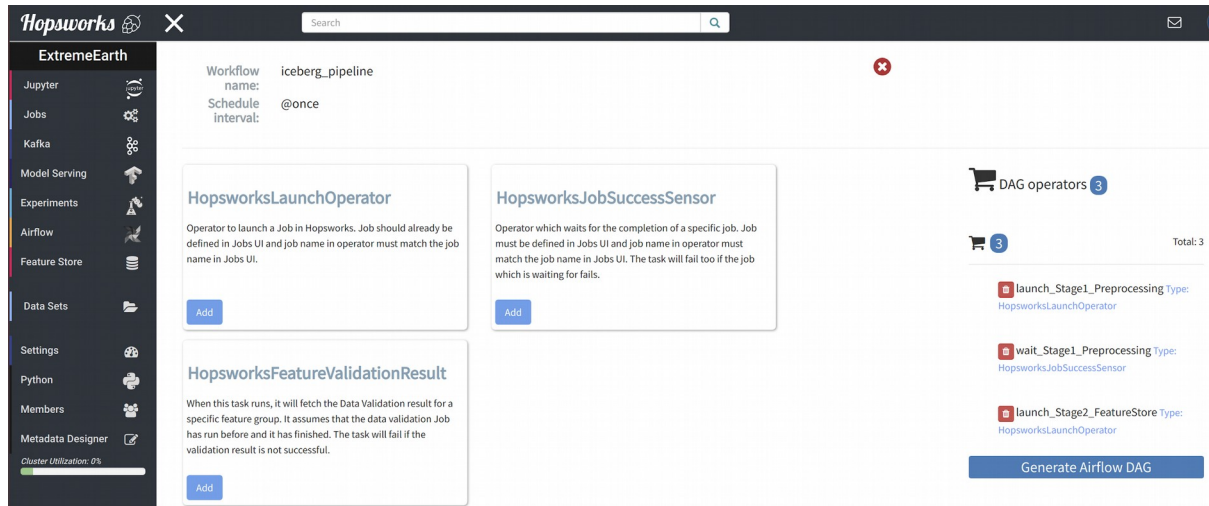 Hopsworks
Search
ExtremeEarth
Jupyter
jupyter
Jobs
Kafka
Model Serving
Experiments
Airflow
Feature Store
Data Sets
Settings
Python
Members
Metadata Designer
Cluster Utilization: 0%
Workflow name: iceberg_pipeline
Schedule interval: @once
HopsworksLaunchOperator
Operator to launch a Job in Hopsworks. Job should already be
defined in Jobs UI and job name in operator must match the job
name in Jobs UI.
Add
HopsworksJobSuccessSensor
Operator which waits for the completion of a specific job. Job
must be defined in Jobs UI and job name in operator must
match the job name in Jobs UI. The task will fail too if the job
which is waiting for fails.
Add
HopsworksFeatureValidationResult
When this task runs, it will fetch the Data Validation result for a
specific feature group. It assumes that the data validation Job
has run before and it has finished. The task will fail if the
validation result is not successful.
Add
DAG operators 3
3 Total: 3
launch_Stage1_Preprocessing Type:
HopsworksLaunchOperator
wait_Stage1_Preprocessing Type:
HopsworksJobSuccessSensor
launch_Stage2_FeatureStore Type:
HopsworksLaunchOperator
Generate Airflow DAG